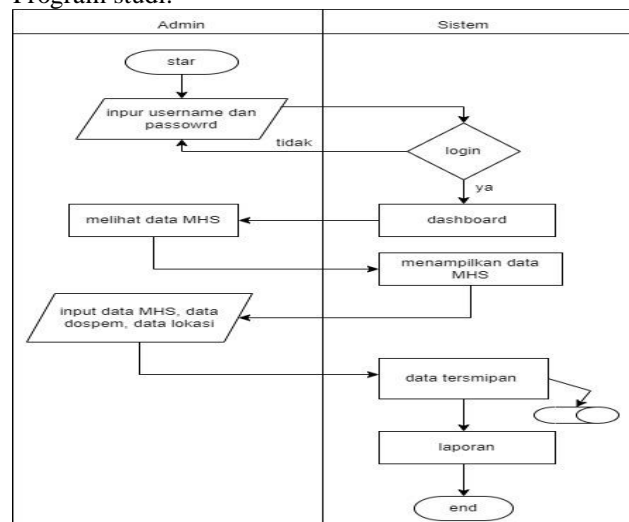 Program studi.
Admin
Sistem
star
inpur username dan
passowrd
tidak
login
ya
melihat data MHS
dashboard
menampilkan data
MHS
input data MHS, data
dospem, data lokasi
data tersmipan
laporan
end